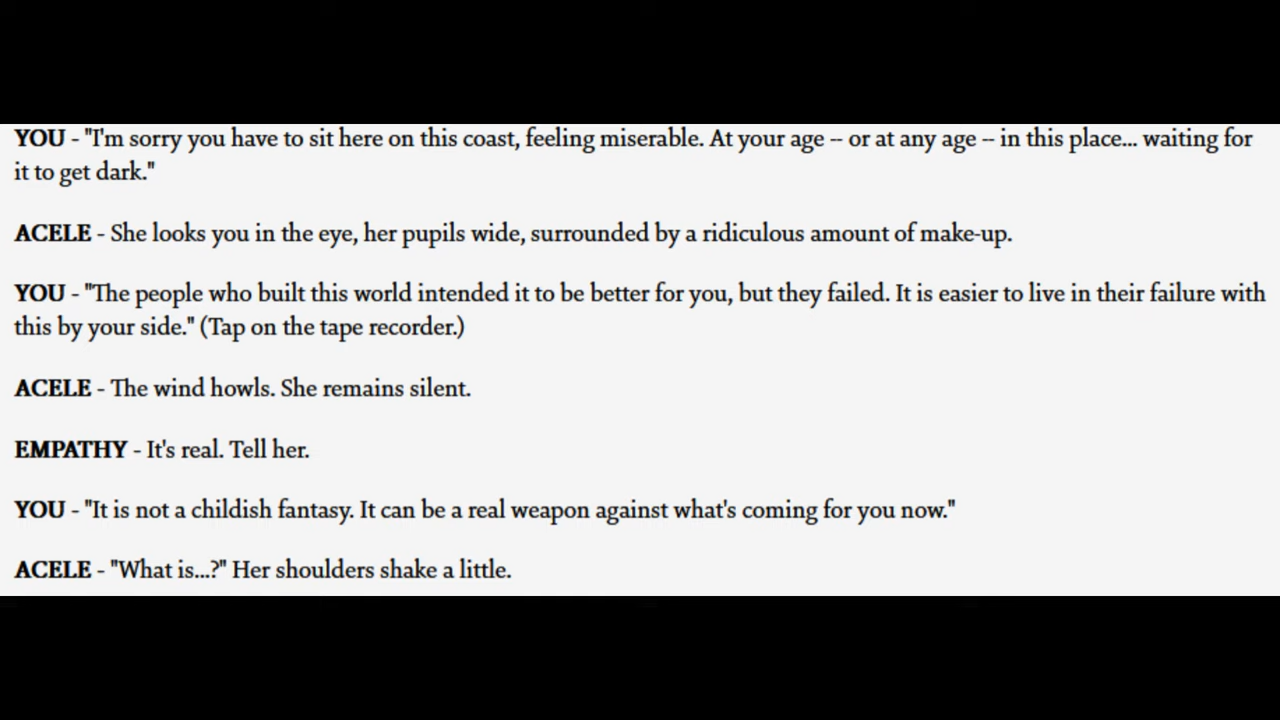 YOU - "I'm sorry you have to sit here on this coast, feeling miserable. At your age -- or at any age -- in this place... waiting for
it to get dark."
ACELE - She looks you in the eye, her pupils wide, surrounded by a ridiculous amount of make-up.
YOU - "The people who built this world intended it to be better for you, but they failed. It is easier to live in their failure with
this by your side." (Tap on the tape recorder.)
ACELE - The wind howls. She remains silent.
EMPATHY - It's real. Tell her.
YOU - "It is not a childish fantasy. It can be a real weapon against what's coming for you now."
ACELE - "What is...?" Her shoulders shake a little.